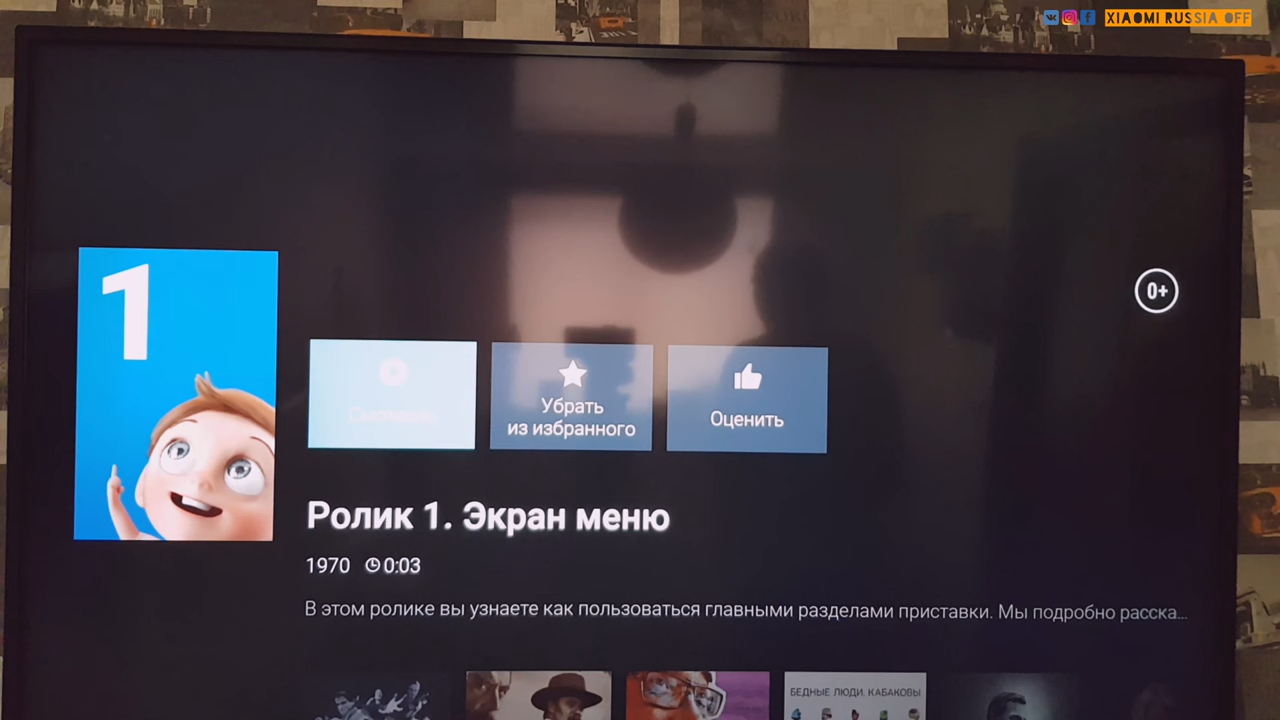 XIAOMI RUSSIA OFF
1
0+
Смотреть
Убрать
из избранного
Оценить
Ролик 1. Экран меню
1970 0:03
В этом ролике вы узнаете как пользоваться главными разделами приставки. Мы подробно расска...
БЕДНЫЕ ЛЮДИ. КАБАКОВЫ